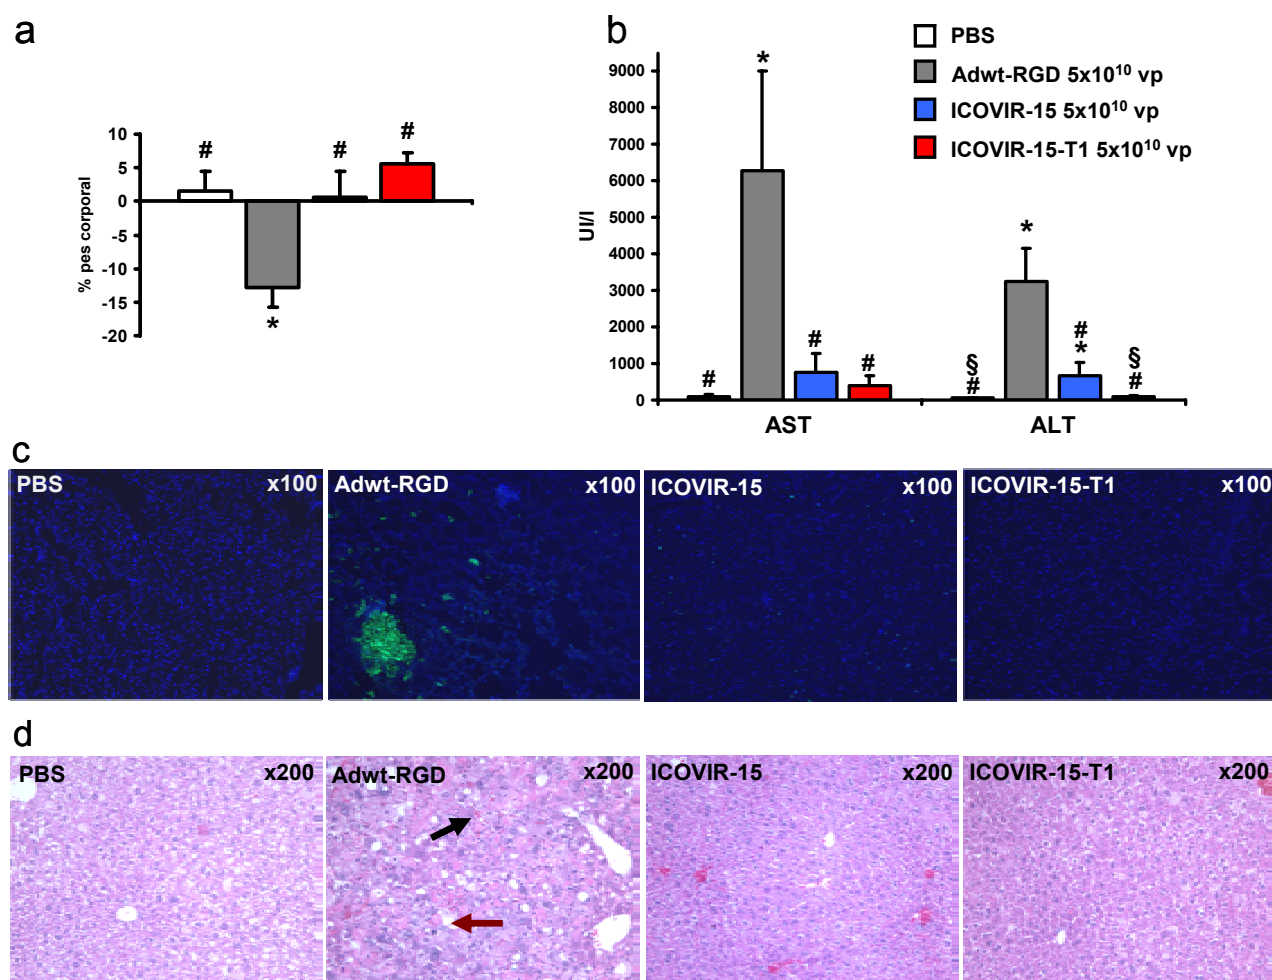 a
% pes corporal
10
5
0
-5
-10
-15
-20
#
*
#
#
b
PBS
Adwt-RGD 5x10¹⁰ vp
ICOVIR-15 5x10¹⁰ vp
ICOVIR-15-T1 5x10¹⁰ vp
UI/l
9000
8000
7000
6000
5000
4000
3000
2000
1000
0
#
*
#
#
§
#
*
#
*
§
#
AST
ALT
c
PBS x100
Adwt-RGD x100
ICOVIR-15 x100
ICOVIR-15-T1 x100
d
PBS x200
Adwt-RGD x200
ICOVIR-15 x200
ICOVIR-15-T1 x200